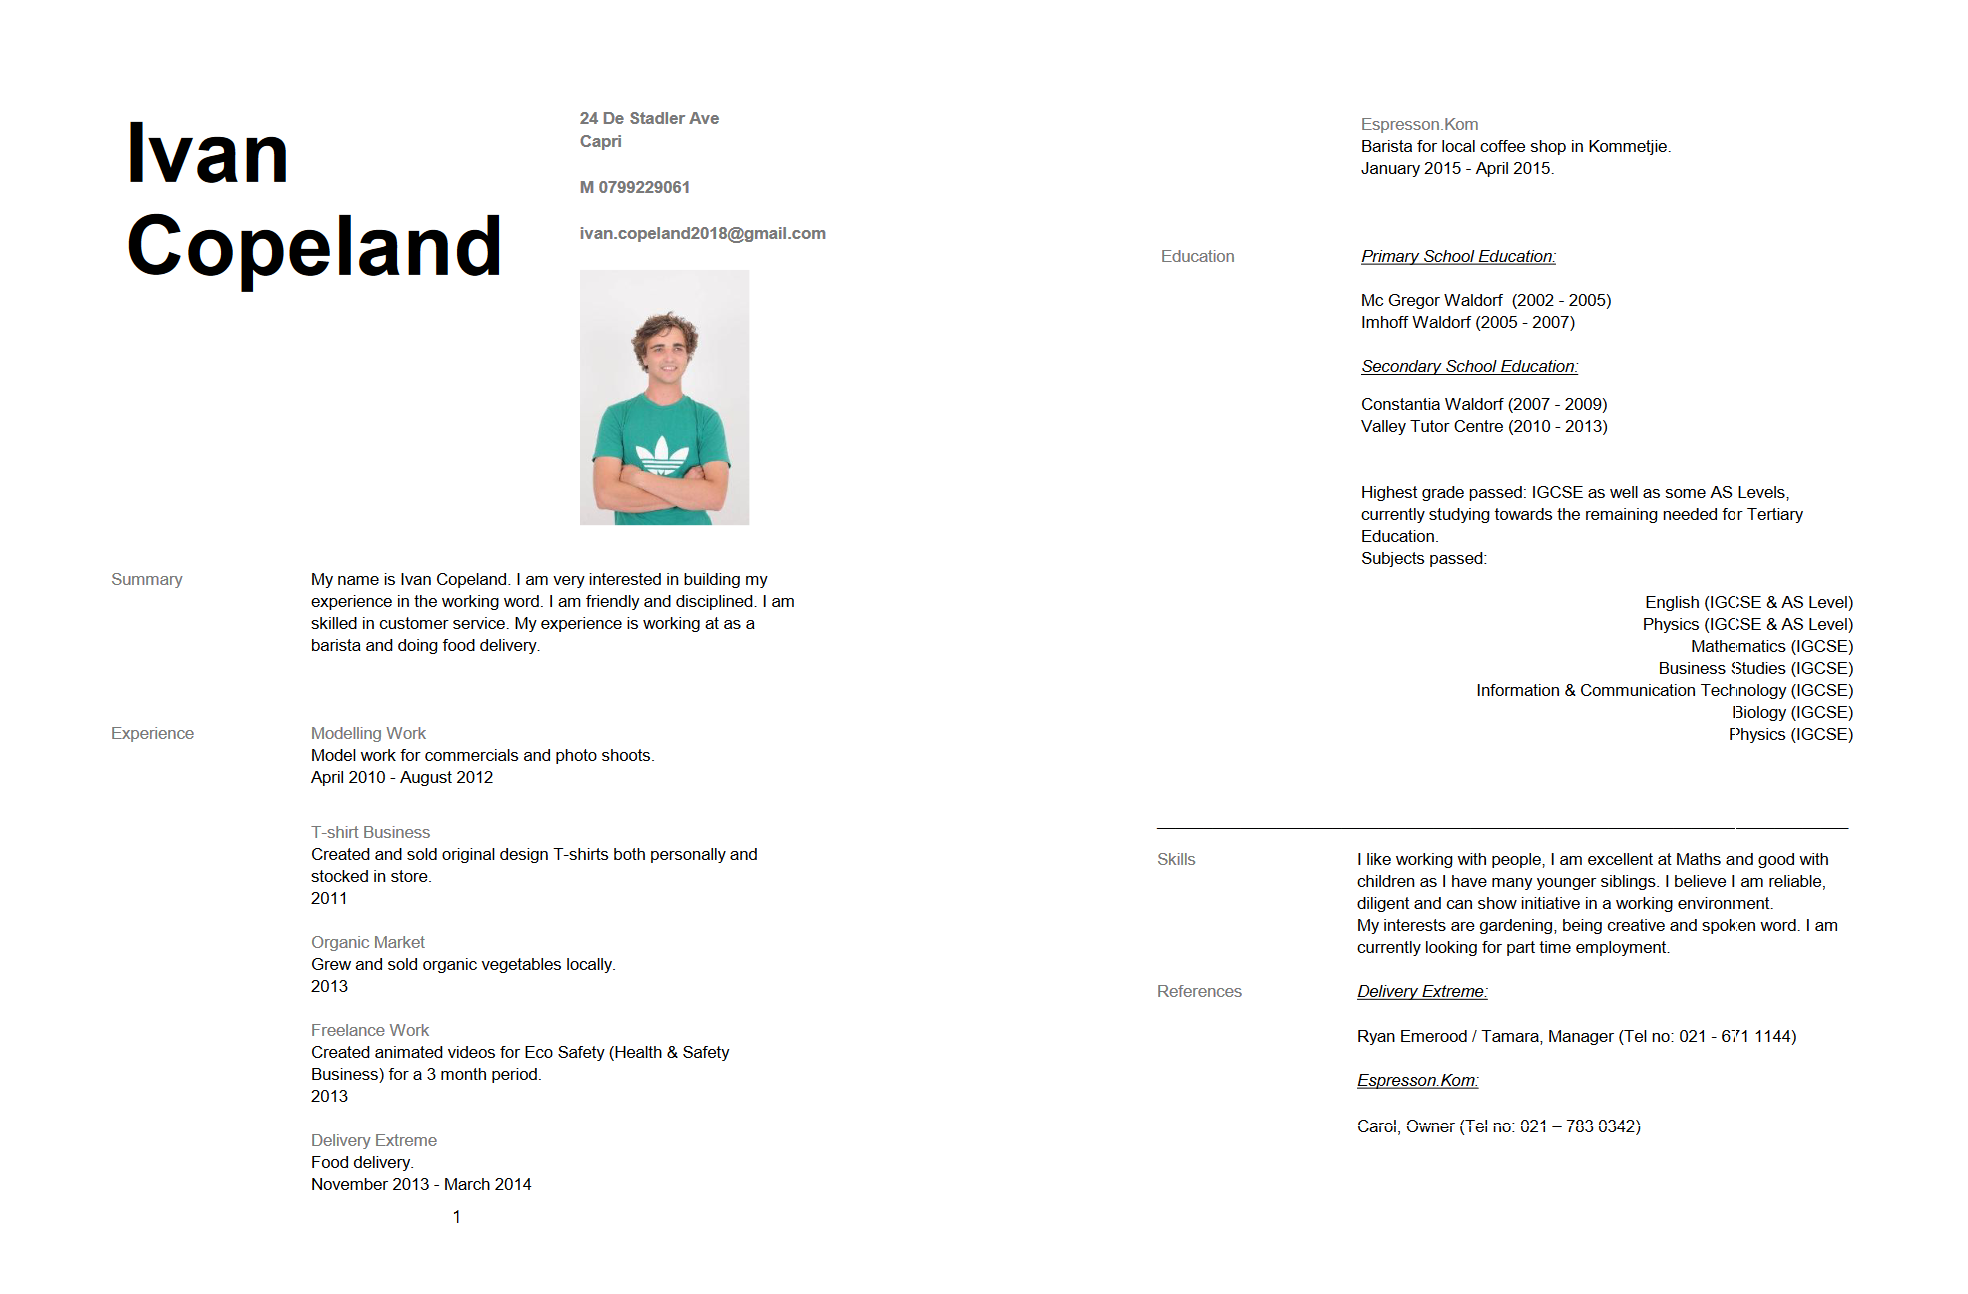 Ivan
Copeland
24 De Stadler Ave
Capri
M 0799229061
ivan.copeland2018@gmail.com
Summary
My name is Ivan Copeland. I am very interested in building my
experience in the working word. I am friendly and disciplined. I am
skilled in customer service. My experience is working at as a
barista and doing food delivery.
Experience
Modelling Work
Model work for commercials and photo shoots.
April 2010 - August 2012
T-shirt Business
Created and sold original design T-shirts both personally and
stocked in store.
2011
Organic Market
Grew and sold organic vegetables locally.
2013
Freelance Work
Created animated videos for Eco Safety (Health & Safety
Business) for a 3 month period.
2013
Delivery Extreme
Food delivery.
November 2013 - March 2014
1
Espresson.Kom
Barista for local coffee shop in Kommetjie.
January 2015 - April 2015.
Education
Primary School Education:
Mc Gregor Waldorf  (2002 - 2005)
Imhoff Waldorf (2005 - 2007)
Secondary School Education:
Constantia Waldorf (2007 - 2009)
Valley Tutor Centre (2010 - 2013)
Highest grade passed: IGCSE as well as some AS Levels,
currently studying towards the remaining needed for Tertiary
Education.
Subjects passed:
English (IGCSE & AS Level)
Physics (IGCSE & AS Level)
Mathematics (IGCSE)
Business Studies (IGCSE)
Information & Communication Technology (IGCSE)
Biology (IGCSE)
Physics (IGCSE)
Skills
I like working with people, I am excellent at Maths and good with
children as I have many younger siblings. I believe I am reliable,
diligent and can show initiative in a working environment.
My interests are gardening, being creative and spoken word. I am
currently looking for part time employment.
References
Delivery Extreme:
Ryan Emerood / Tamara, Manager (Tel no: 021 - 671 1144)
Espresson.Kom:
Carol, Owner (Tel no: 021 – 783 0342)